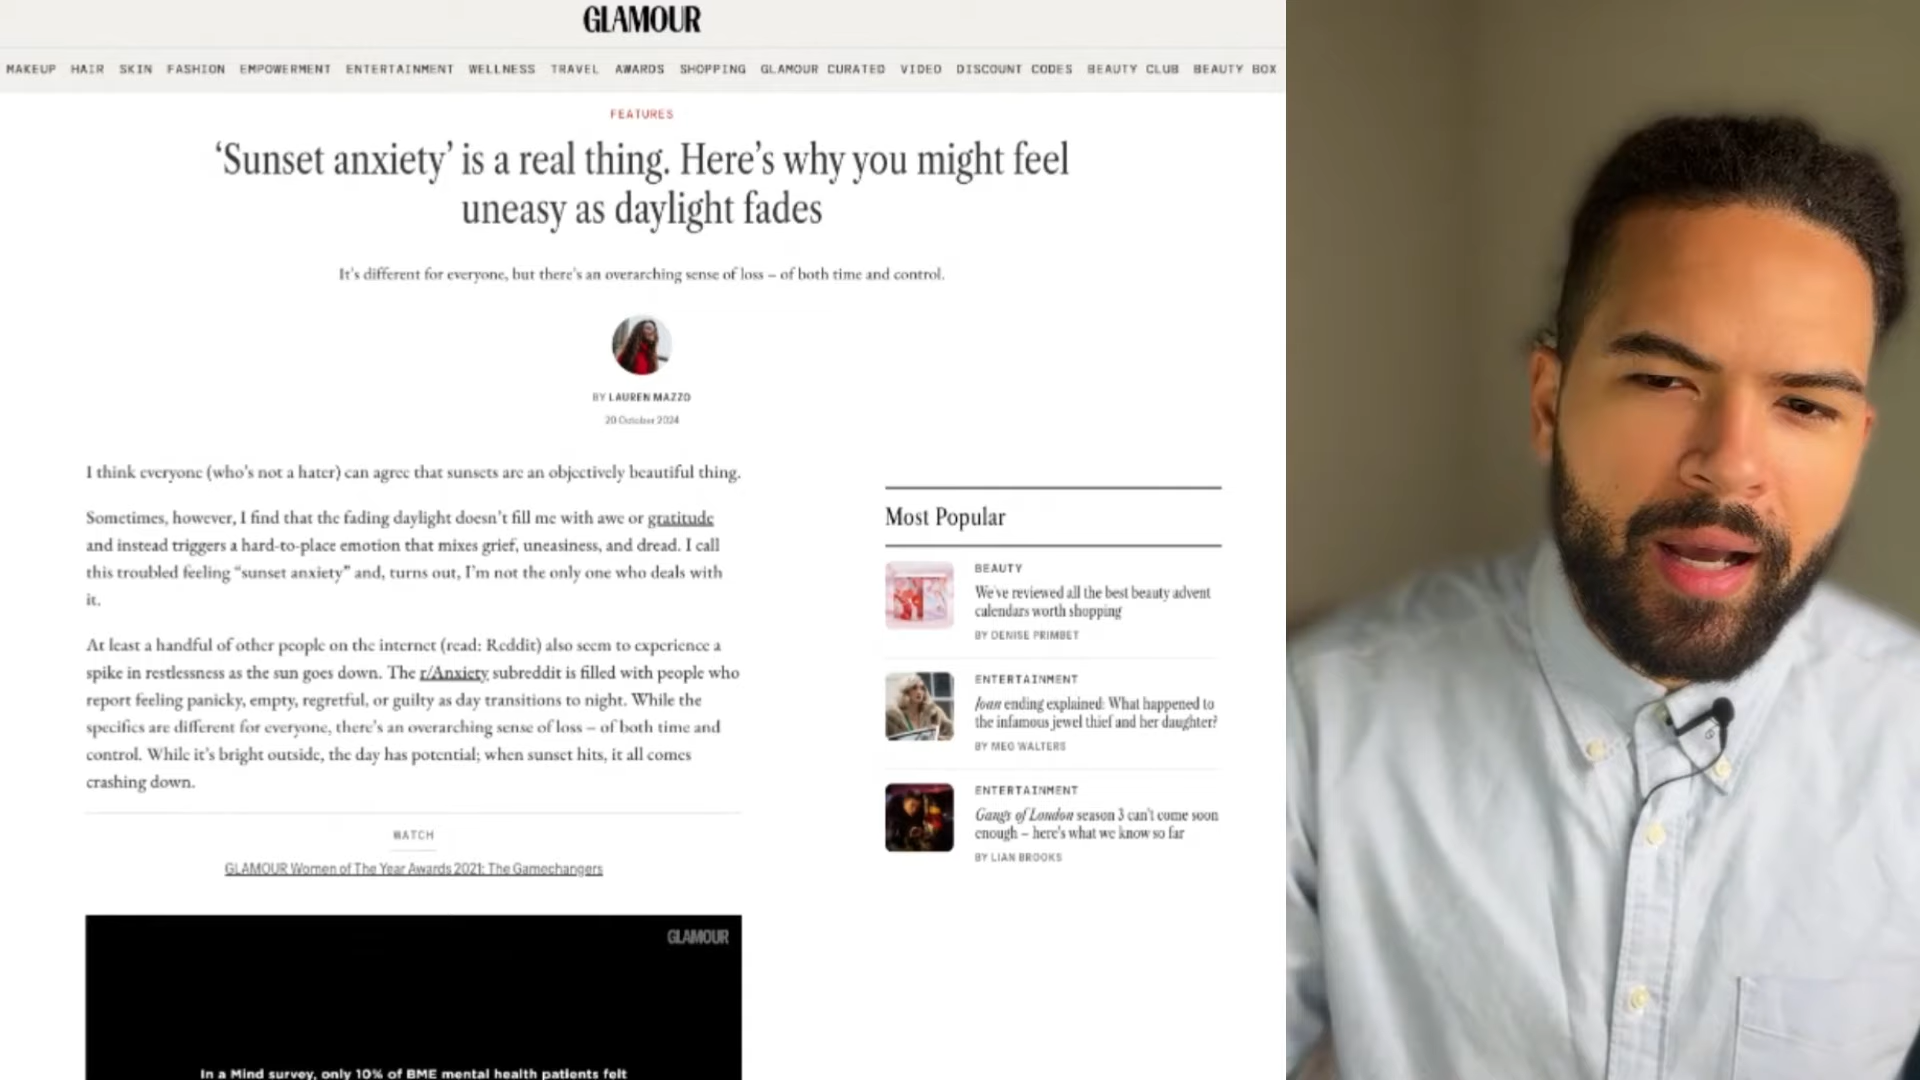 GLAMOUR
MAKEUP HAIR SKIN FASHION EMPOWERMENT ENTERTAINMENT WELLNESS TRAVEL AWARDS SHOPPING GLAMOUR CURATED VIDEO DISCOUNT CODES BEAUTY CLUB BEAUTY BOX
FEATURES
‘Sunset anxiety’ is a real thing. Here’s why you might feel
uneasy as daylight fades
It’s different for everyone, but there’s an overarching sense of loss – of both time and control.
BY LAUREN MAZZO
20 October 2024
I think everyone (who’s not a hater) can agree that sunsets are an objectively beautiful thing.
Sometimes, however, I find that the fading daylight doesn’t fill me with awe or gratitude
and instead triggers a hard-to-place emotion that mixes grief, uneasiness, and dread. I call
this troubled feeling “sunset anxiety” and, turns out, I’m not the only one who deals with
it.
At least a handful of other people on the internet (read: Reddit) also seem to experience a
spike in restlessness as the sun goes down. The r/Anxiety subreddit is filled with people who
report feeling panicky, empty, regretful, or guilty as day transitions to night. While the
specifics are different for everyone, there’s an overarching sense of loss – of both time and
control. While it’s bright outside, the day has potential; when sunset hits, it all comes
crashing down.
WATCH
GLAMOUR Women of The Year Awards 2021: The Gamechangers
GLAMOUR
In a Mind survey, only 10% of BME mental health patients felt
Most Popular
BEAUTY
We’ve reviewed all the best beauty advent
calendars worth shopping
BY DENISE PRIMBET
ENTERTAINMENT
Joan ending explained: What happened to
the infamous jewel thief and her daughter?
BY MEG WALTERS
ENTERTAINMENT
Gangs of London season 3 can’t come soon
enough – here’s what we know so far
BY LIAN BROOKS